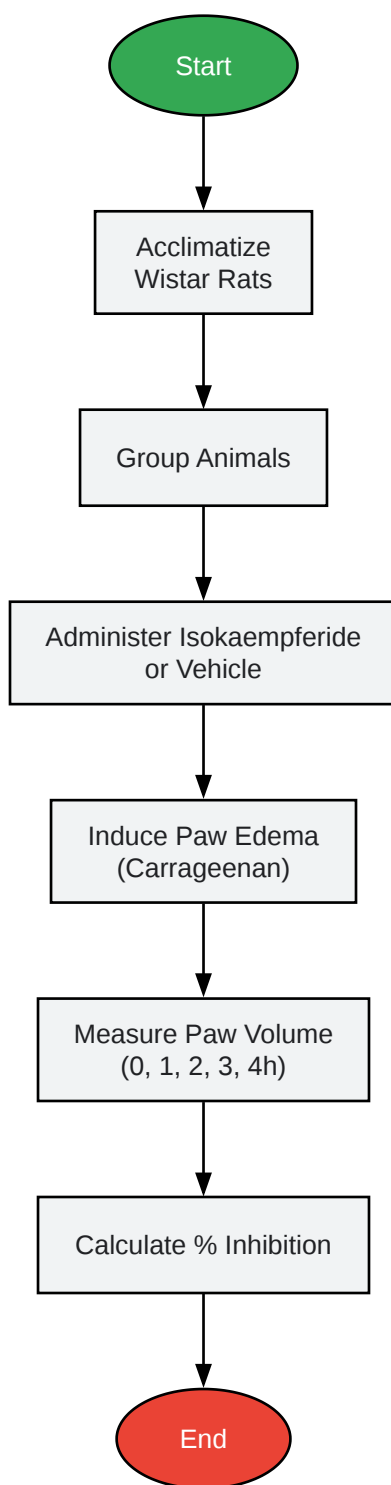 Start
Acclimatize
Wistar Rats
Group Animals
Administer Isokaempferide
or Vehicle
Induce Paw Edema
(Carrageenan)
Measure Paw Volume
(0, 1, 2, 3, 4h)
Calculate % Inhibition
End